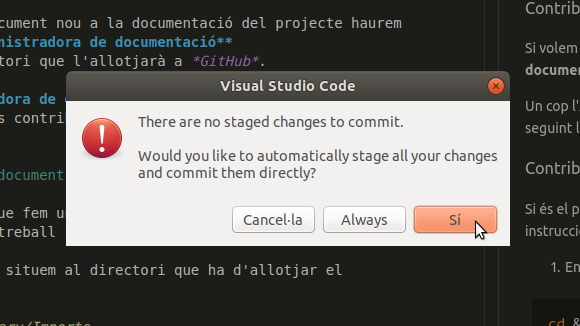 cument nou a la documentació del projecte haurem
nistradora de documentació**
tori que l'allotjarà a *GitHub*.
dora de
s contri
document
ue fem u
treball
situem al directori que ha d'allotjar el
Visual Studio Code
There are no staged changes to commit.
Would you like to automatically stage all your changes
and commit them directly?
Cancel·la
Always
Sí
Contrib
Si volem
documen
Un cop l'
seguint l
Contrib
Si és el p
instrucci
1. En
cd &